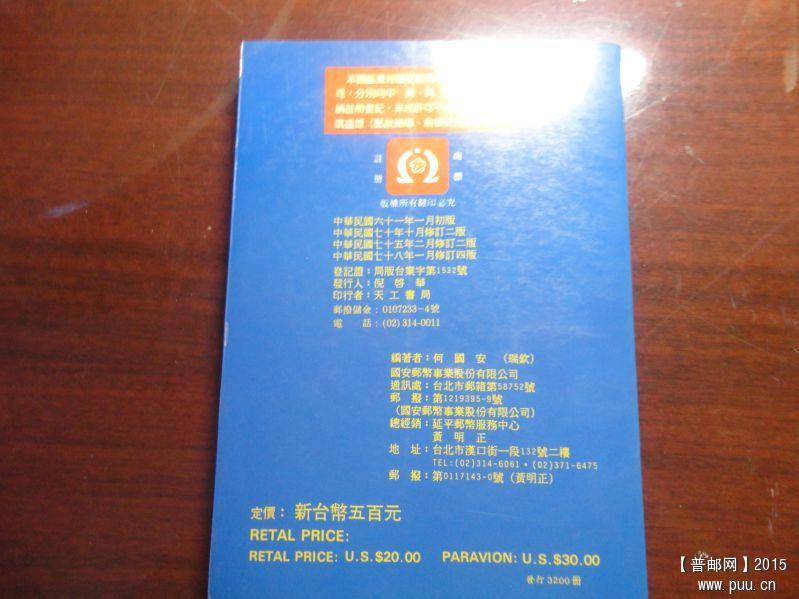 本
司,分別向中、美、
請註冊登記,非經許可不
註冊
商標
版權所有翻印必究
中華民國六十一年一月初版
中華民國七十年十月修訂二版
中華民國七十五年二月修訂二版
中華民國七十八年一月修訂四版
登記證:局版台業字第1532號
發行人:倪 啓 華
印行者:天工書局
郵撥儲金:0107233-4號
電 話:(02)314-0011
編著者:何 國 安
國安郵幣事業股份有限公司
通訊處:台北市郵箱第58752號
郵 撥:第1219395-9號
(國安郵幣事業股份有限公司)
總經銷:延平郵幣服務中心
黃 明 正
地 址:台北市漢口街一段132號二樓
TEL:(02)314-6061•(02)371-6475
郵 撥:第0117143-0號(黃明正)
定價: 新台幣五百元
RETAL PRICE:
RETAL PRICE: U.S.$20.00 PARAVION: U.S.$30.00
發行3200冊
【普邮网】2015
www.puu.cn